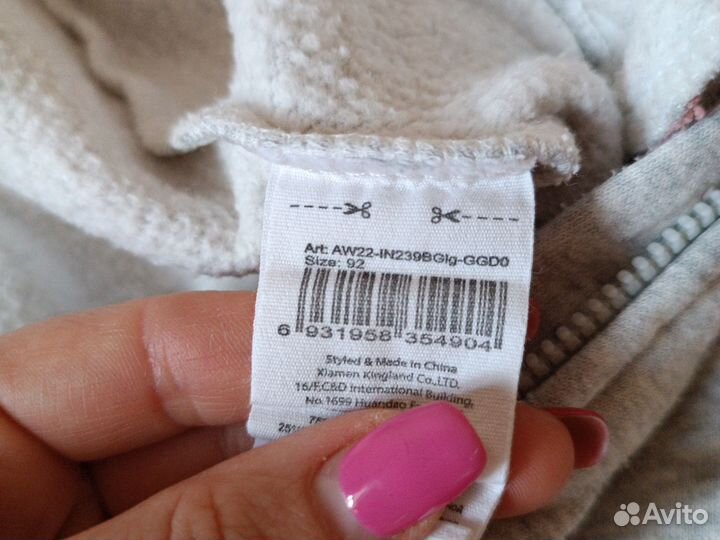 Art: AW22-IN239BGlg-GGD0
Size: 92
6 931958 354904
Styled & Made in China
Xiamen Kingland Co.,LTD.
16/F,C&D International Building,
No.1699 Huandao
25%
Avito